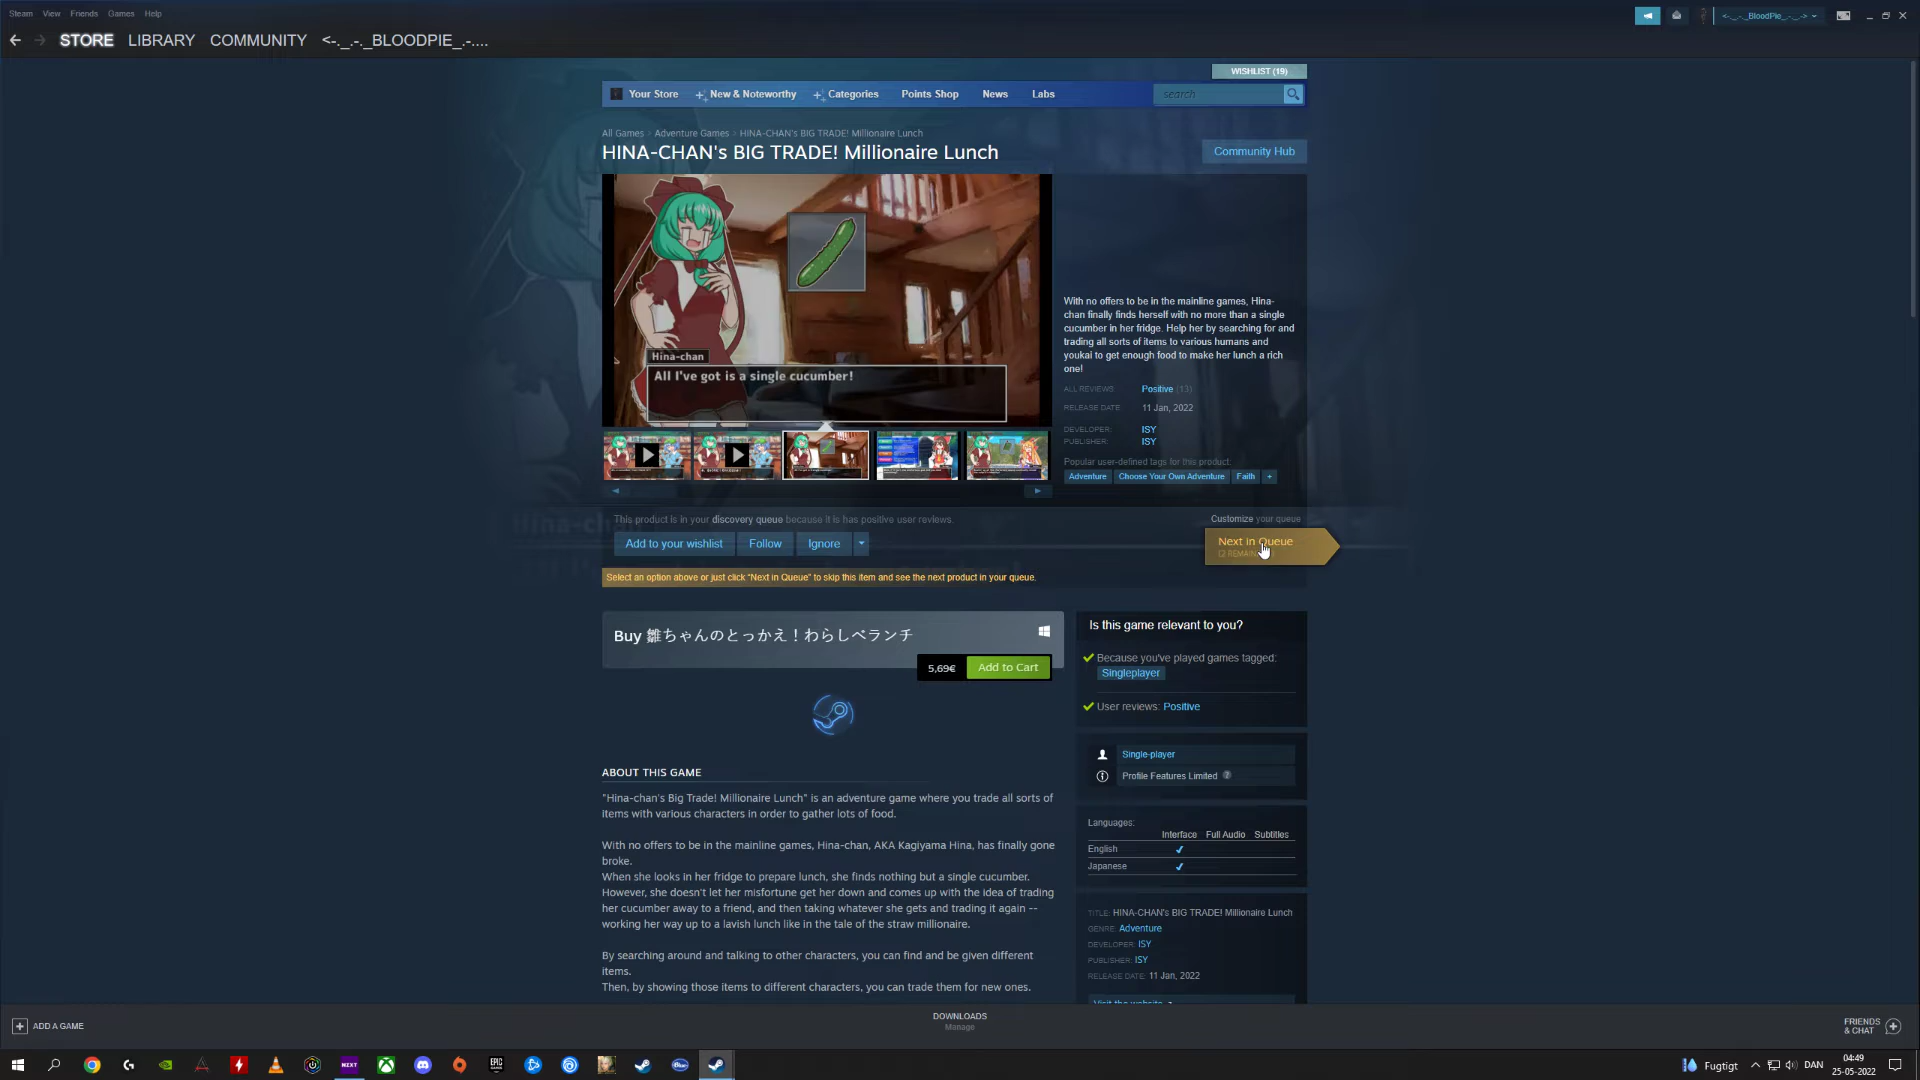 Steam View Friends Games Help
<-._.-._BloodPie_.-._.->
STORE LIBRARY COMMUNITY <-._.-._BLOODPIE_.-....
WISHLIST (19)
Your Store New & Noteworthy Categories Points Shop News Labs search
All Games > Adventure Games > HINA-CHAN's BIG TRADE! Millionaire Lunch
HINA-CHAN's BIG TRADE! Millionaire Lunch
Community Hub
Hina-chan
All I've got is a single cucumber!
With no offers to be in the mainline games, Hina-
chan finally finds herself with no more than a single
cucumber in her fridge. Help her by searching for and
trading all sorts of items to various humans and
youkai to get enough food to make her lunch a rich
one!
ALL REVIEWS: Positive (13)
RELEASE DATE: 11 Jan, 2022
DEVELOPER: ISY
PUBLISHER: ISY
Popular user-defined tags for this product:
Adventure Choose Your Own Adventure Faith +
This product is in your discovery queue because it has positive user reviews.
Customize your queue
Add to your wishlist Follow Ignore
Next in Queue
Select an option above or just click "Next in Queue" to skip this item and see the next product in your queue.
Buy 雛ちゃんのとっかえ！わらしべランチ
5,69€ Add to Cart
Is this game relevant to you?
Because you've played games tagged:
Singleplayer
User reviews: Positive
Single-player
Profile Features Limited ?
Languages:
Interface Full Audio Subtitles
English ✔
Japanese ✔
TITLE: HINA-CHAN's BIG TRADE! Millionaire Lunch
GENRE: Adventure
DEVELOPER: ISY
PUBLISHER: ISY
RELEASE DATE: 11 Jan, 2022
Visit the website
ABOUT THIS GAME
"Hina-chan's Big Trade! Millionaire Lunch" is an adventure game where you trade all sorts of
items with various characters in order to gather lots of food.
With no offers to be in the mainline games, Hina-chan, AKA Kagiyama Hina, has finally gone
broke.
When she looks in her fridge to prepare lunch, she finds nothing but a single cucumber.
However, she doesn't let her misfortune get her down and comes up with the idea of trading
her cucumber away to a friend, and then taking whatever she gets and trading it again --
working her way up to a lavish lunch like in the tale of the straw millionaire.
By searching around and talking to other characters, you can find and be given different
items.
Then, by showing those items to different characters, you can trade them for new ones.
ADD A GAME
DOWNLOADS
Manage
FRIENDS
& CHAT
NEXT
EPIC
GAMES
Fugtigt
DAN
04:49
25-05-2022